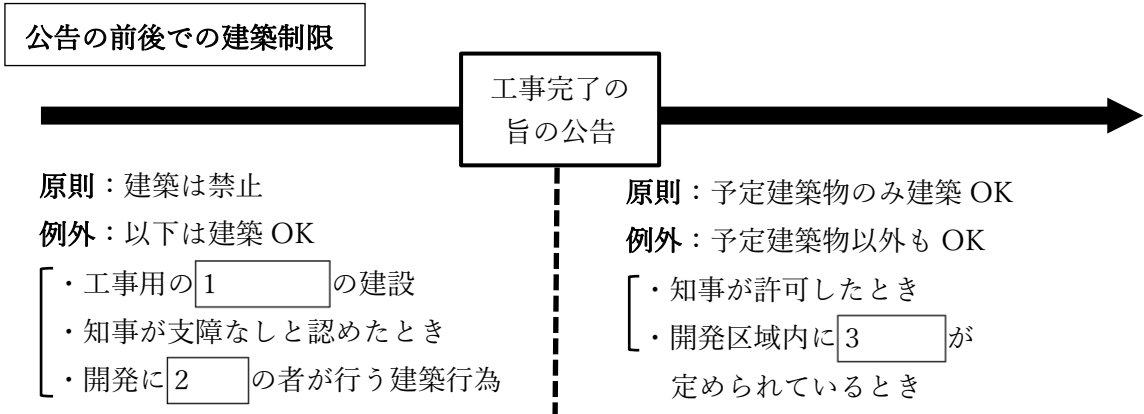 公告の前後での建築制限
工事完了の
旨の公告
原則：建築は禁止
例外：以下は建築 OK
・工事用の 1 の建設
・知事が支障なしと認めたとき
・開発に 2 の者が行う建築行為
原則：予定建築物のみ建築 OK
例外：予定建築物以外も OK
・知事が許可したとき
・開発区域内に 3 が
定められているとき